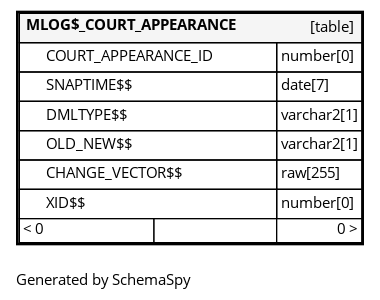 MLOG$_COURT_APPEARANCE [table]
COURT_APPEARANCE_ID number[0]
SNAPTIME$$ date[7]
DMLTYPE$$ varchar2[1]
OLD_NEW$$ varchar2[1]
CHANGE_VECTOR$$ raw[255]
XID$$ number[0]
< 0 0 >
Generated by SchemaSpy